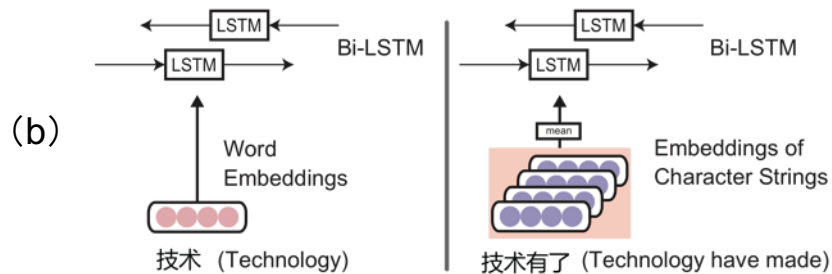 LSTM
Bi-LSTM
LSTM
(b)
Word
Embeddings
技术 (Technology)
LSTM
Bi-LSTM
LSTM
mean
Embeddings of
Character Strings
技术有了 (Technology have made)